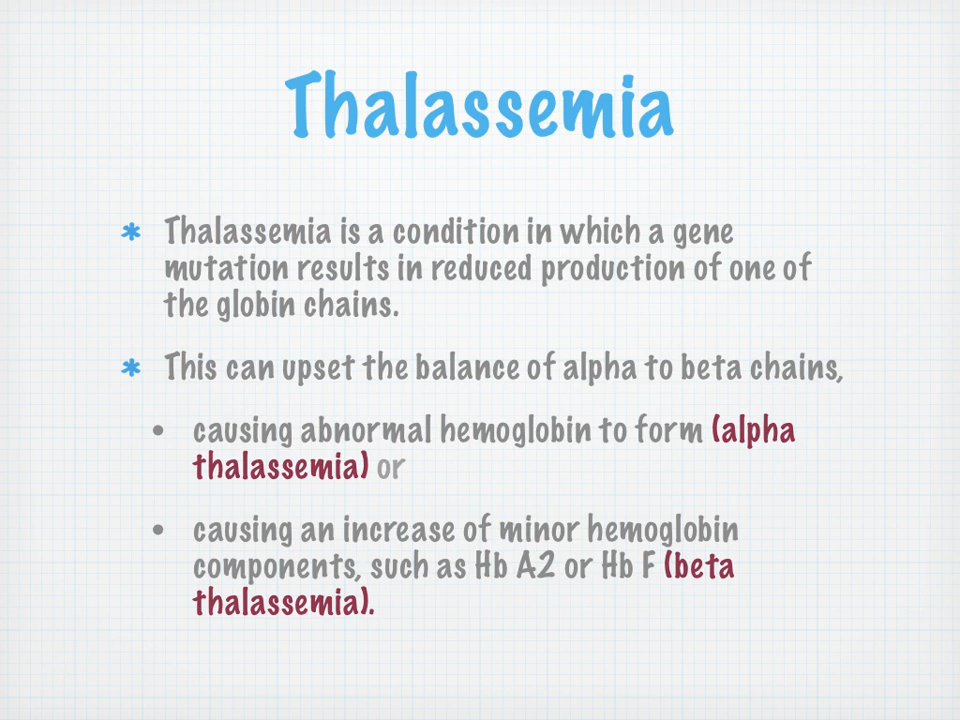 Thalassemia
Thalassemia is a condition in which a gene
mutation results in reduced production of one of
the globin chains.
This can upset the balance of alpha to beta chains,
causing abnormal hemoglobin to form (alpha
thalassemia) or
causing an increase of minor hemoglobin
components, such as Hb A2 or Hb F (beta
thalassemia).